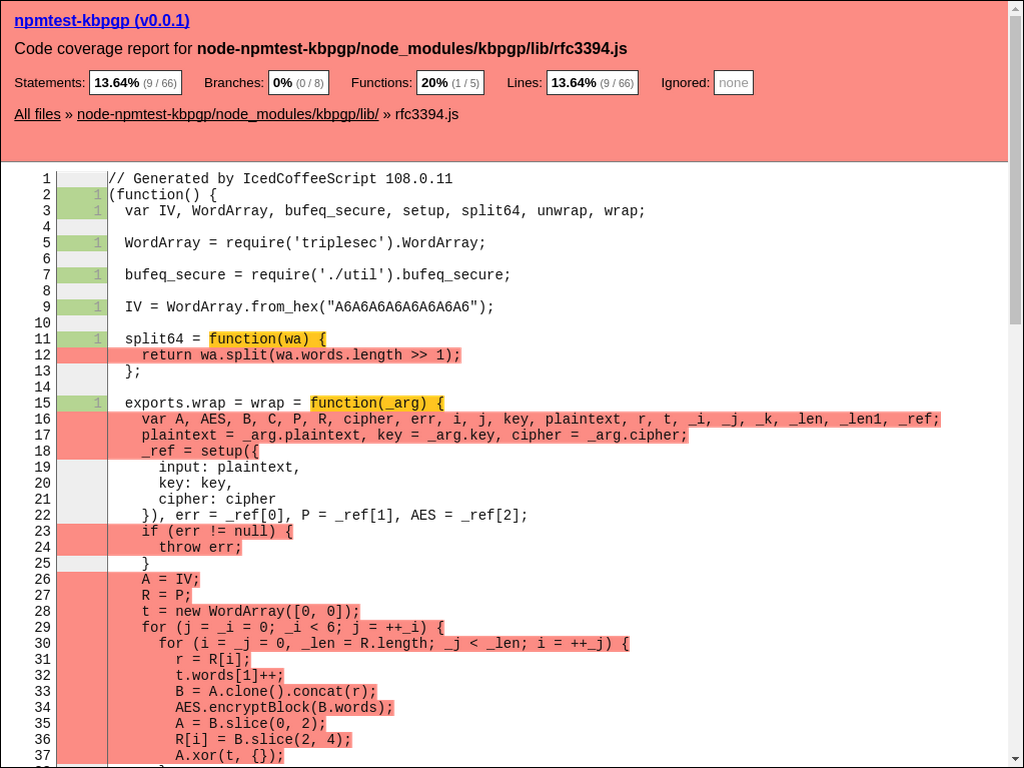 npmtest-kbpgp (v0.0.1)
Code coverage report for node-npmtest-kbpgp/node_modules/kbpgp/lib/rfc3394.js
Statements: 13.64% (9 / 66) Branches: 0% (0 / 8) Functions: 20% (1 / 5) Lines: 13.64% (9 / 66) Ignored: none
All files » node-npmtest-kbpgp/node_modules/kbpgp/lib/ » rfc3394.js
1 // Generated by IcedCoffeeScript 108.0.11
2 1 (function() {
3 1 var IV, WordArray, bufeq_secure, setup, split64, unwrap, wrap;
4
5 1 WordArray = require('triplesec').WordArray;
6
7 1 bufeq_secure = require('./util').bufeq_secure;
8
9 1 IV = WordArray.from_hex("A6A6A6A6A6A6A6A6");
10
11 1 split64 = function(wa) {
12 return wa.split(wa.words.length >> 1);
13 };
14
15 1 exports.wrap = wrap = function(_arg) {
16 var A, AES, B, C, P, R, cipher, err, i, j, key, plaintext, r, t, _i, _j, _k, _len, _len1, _ref;
17 plaintext = _arg.plaintext, key = _arg.key, cipher = _arg.cipher;
18 _ref = setup({
19 input: plaintext,
20 key: key,
21 cipher: cipher
22 }), err = _ref[0], P = _ref[1], AES = _ref[2];
23 if (err != null) {
24 throw err;
25 }
26 A = IV;
27 R = P;
28 t = new WordArray([0, 0]);
29 for (j = _i = 0; _i < 6; j = ++_i) {
30 for (i = _j = 0, _len = R.length; _j < _len; i = ++_j) {
31 r = R[i];
32 t.words[1]++;
33 B = A.clone().concat(r);
34 AES.encryptBlock(B.words);
35 A = B.slice(0, 2);
36 R[i] = B.slice(2, 4);
37 A.xor(t, {});